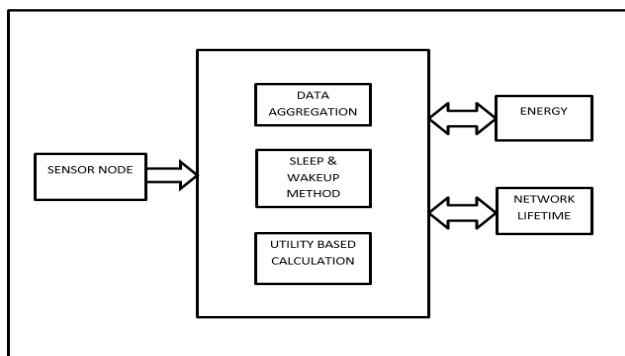 DATA
AGGREGATION
ENERGY
SENSOR NODE
SLEEP &
WAKEUP
METHOD
NETWORK
LIFETIME
UTILITY BASED
CALCULATION